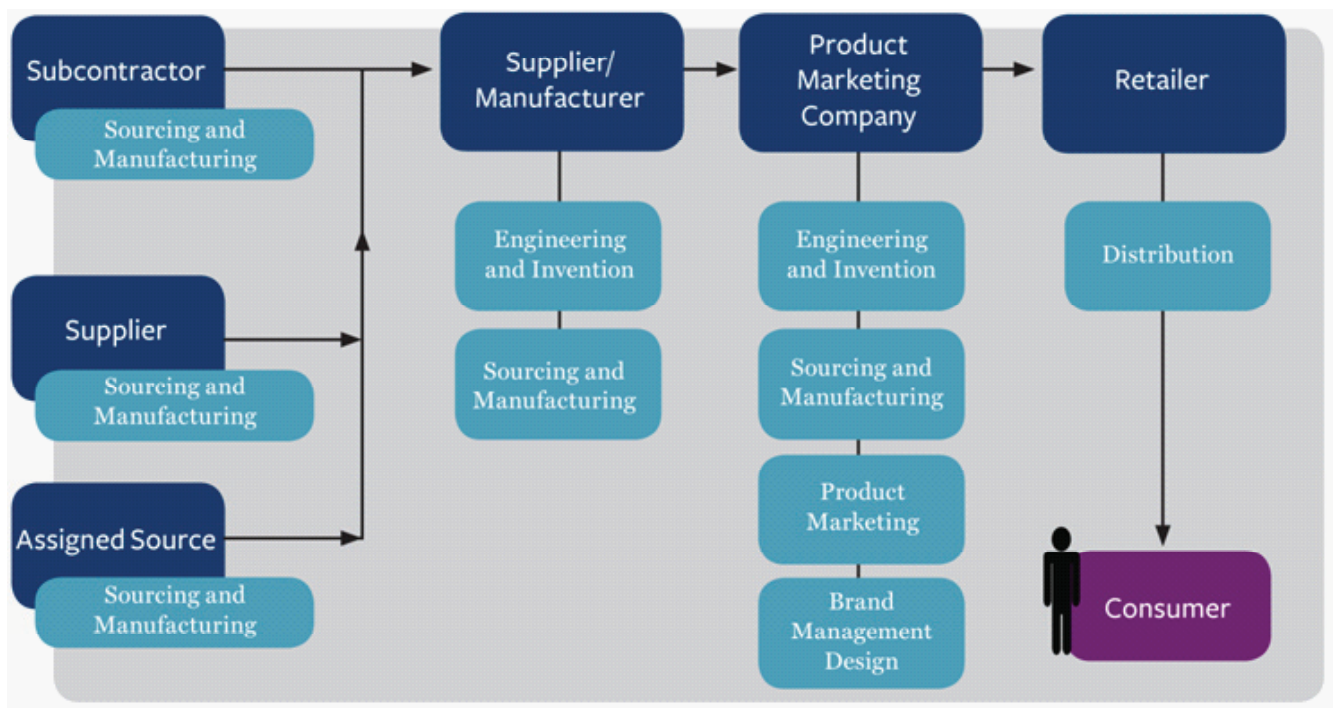 Subcontractor
Sourcing and
Manufacturing
Supplier
Sourcing and
Manufacturing
Assigned Source
Sourcing and
Manufacturing
Supplier/
Manufacturer
Engineering
and Invention
Sourcing and
Manufacturing
Product
Marketing
Company
Engineering
and Invention
Sourcing and
Manufacturing
Product
Marketing
Brand
Management
Design
Retailer
Distribution
Consumer